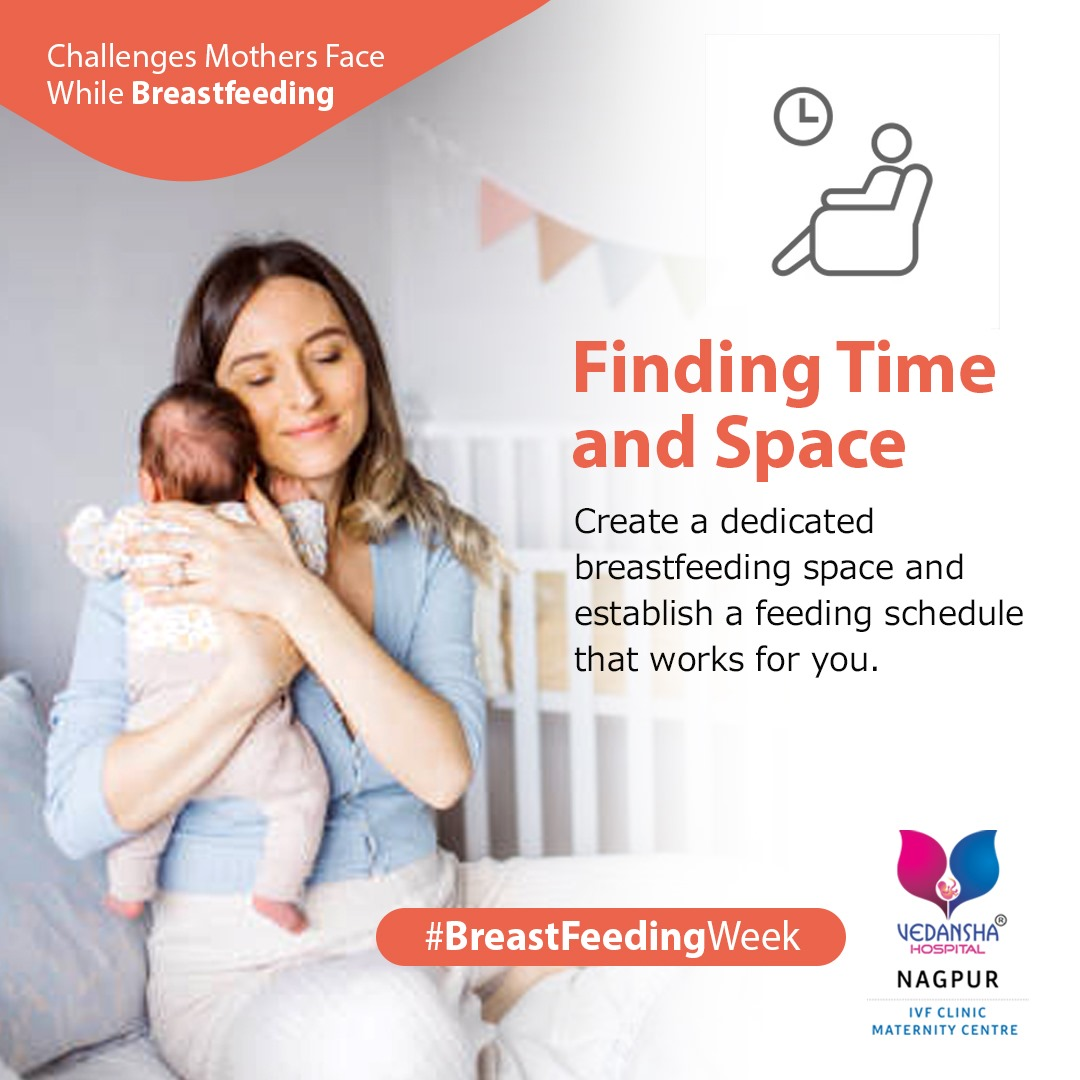 Challenges Mothers Face
While Breastfeeding
Finding Time
and Space
Create a dedicated
breastfeeding space and
establish a feeding schedule
that works for you.
#BreastFeedingWeek
VEDANSHA®
HOSPITAL
NAGPUR
IVF CLINIC
MATERNITY CENTRE